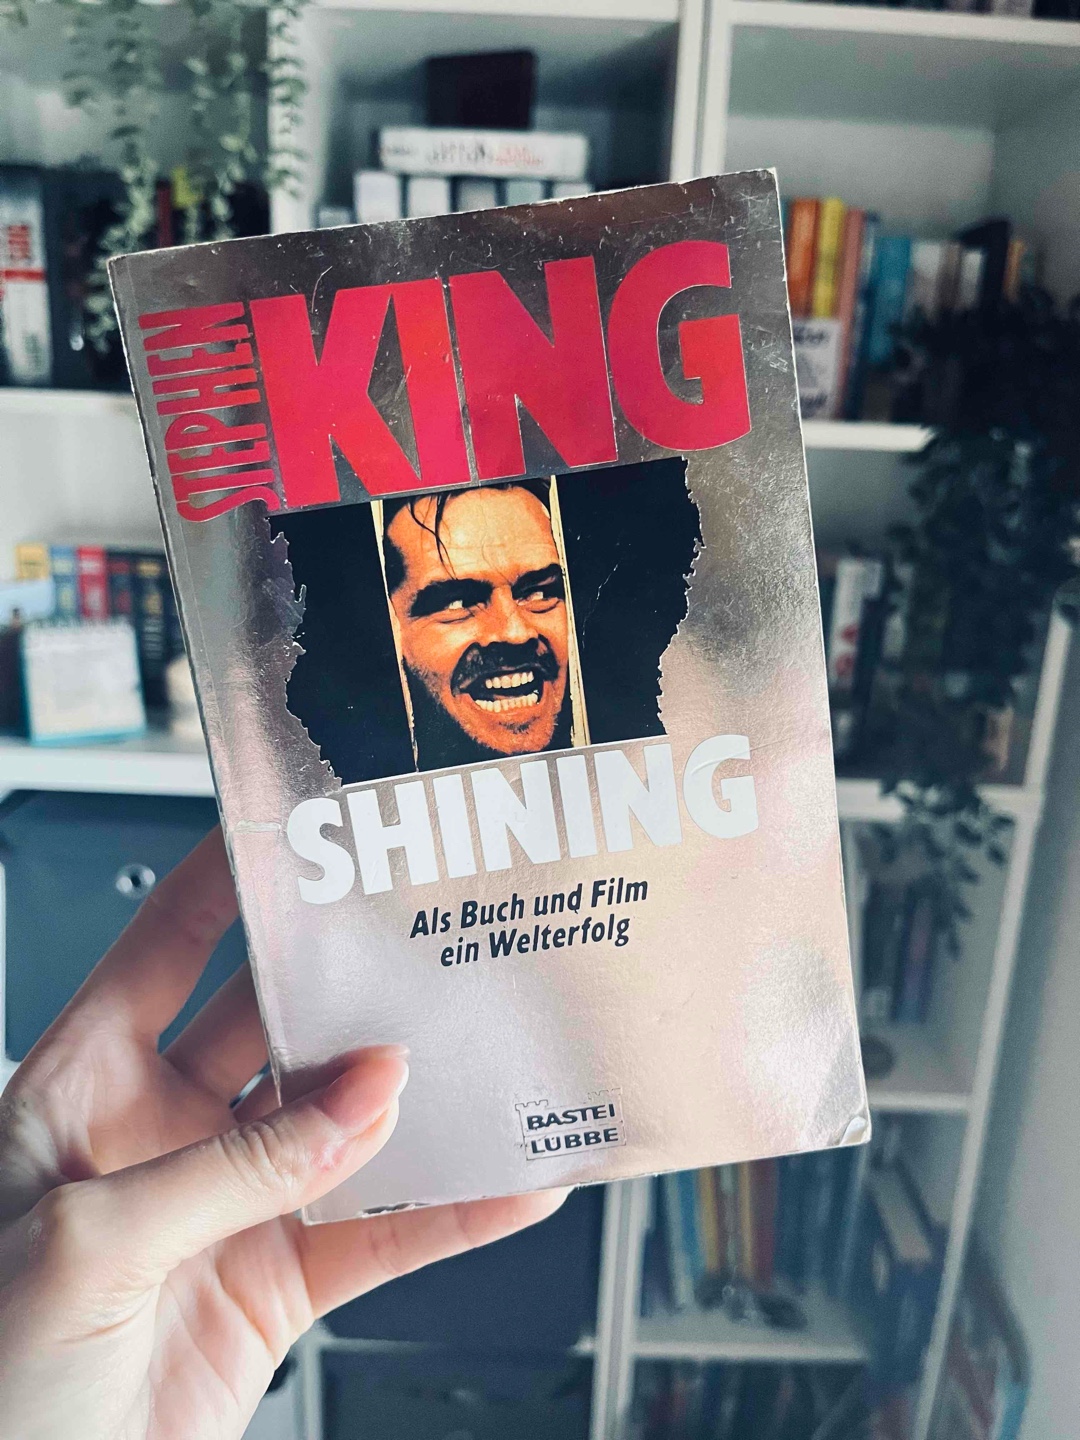 STEPHEN
KING
SHINING
Als Buch und Film
ein Welterfolg
BASTEI
LÜBBE